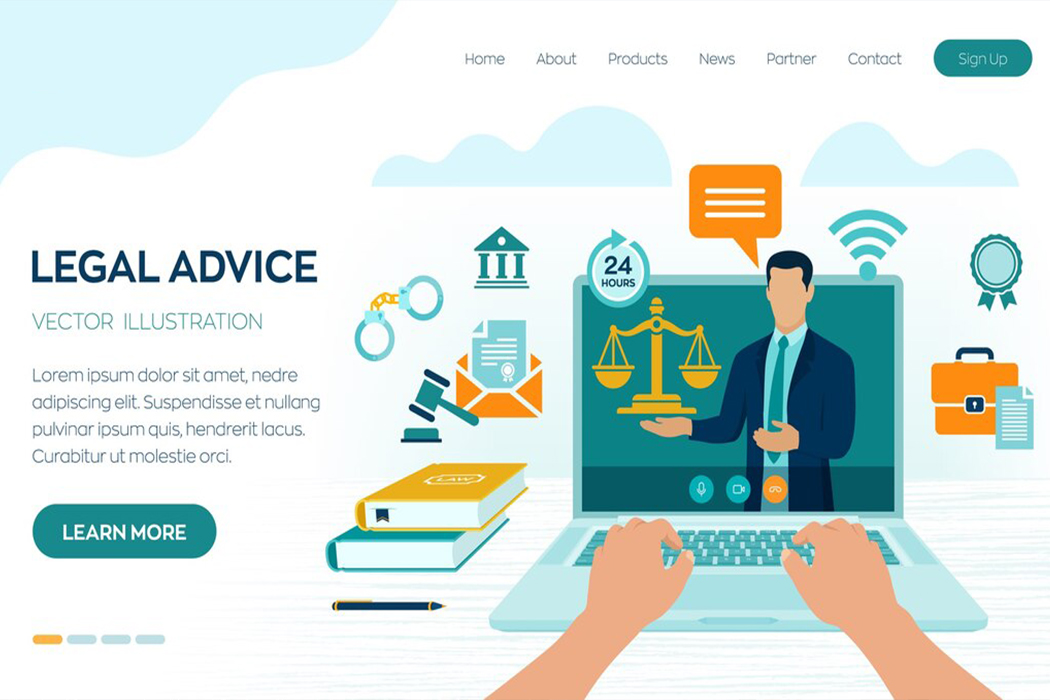 Home About Products News Partner Contact Sign Up
LEGAL ADVICE
VECTOR ILLUSTRATION
Lorem ipsum dolor sit amet, nedre
adipiscing elit. Suspendisse et nullang
pulvinar ipsum quis, hendrerit lacus.
Curabitur ut molestie orci.
LEARN MORE
24
HOURS
LAW